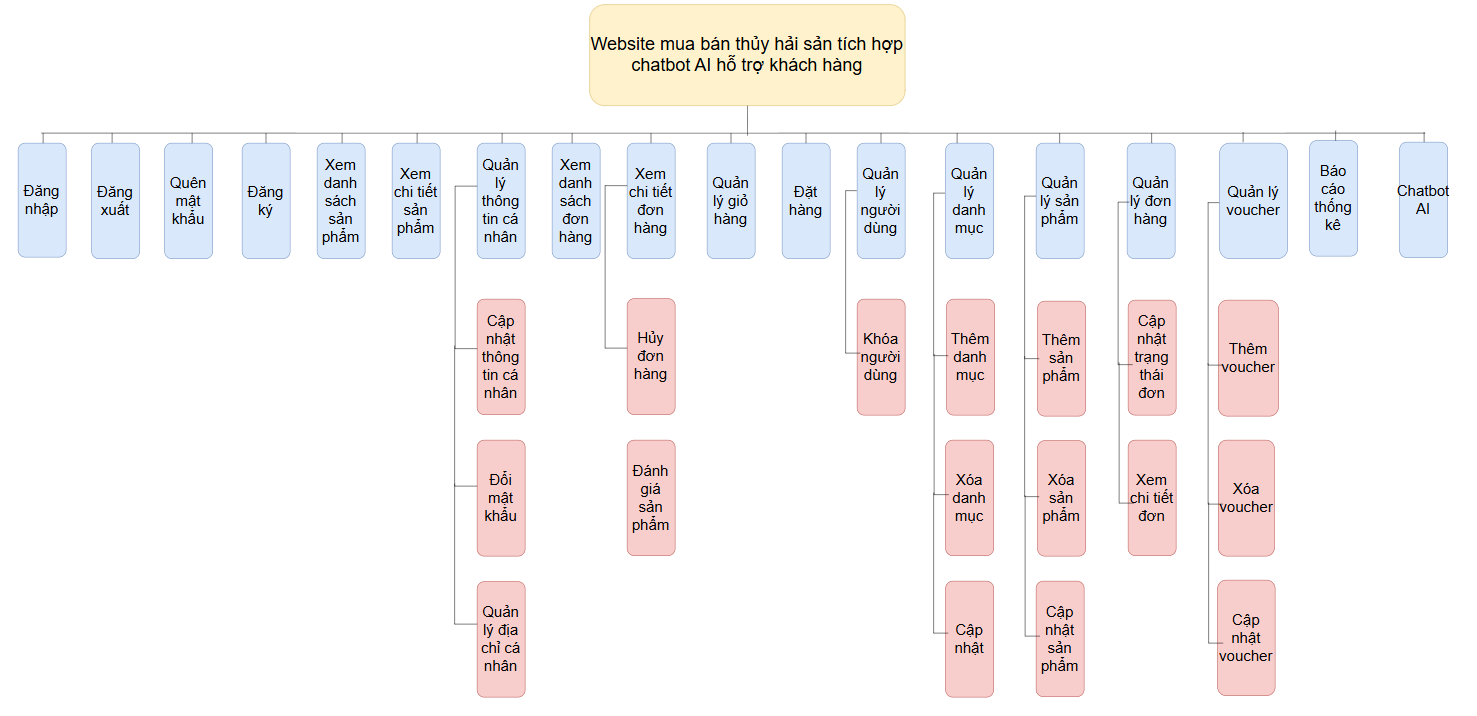 Website mua bán thủy hải sản tích hợp
chatbot AI hỗ trợ khách hàng
Đăng
nhập
Đăng
xuất
Quên
mật
khẩu
Đăng
ký
Xem
danh
sách
sản
phẩm
Xem
chi tiết
sản
phẩm
Quản
lý
thông
tin cá
nhân
Xem
danh
sách
đơn
hàng
Xem
chi tiết
đơn
hàng
Quản
lý giỏ
hàng
Đặt
hàng
Quản
lý
người
dùng
Quản
lý
danh
mục
Quản
lý sản
phẩm
Quản
lý đơn
hàng
Quản lý
voucher
Báo
cáo
thống
kê
Chatbot
AI
Cập
nhật
thông
tin cá
nhân
Hủy
đơn
hàng
Khóa
người
dùng
Thêm
danh
mục
Thêm
sản
phẩm
Cập
nhật
trạng
thái
đơn
Thêm
voucher
Đổi
mật
khẩu
Đánh
giá
sản
phẩm
Xóa
danh
mục
Xóa
sản
phẩm
Xem
chi tiết
đơn
Xóa
voucher
Quản
lý địa
chỉ cá
nhân
Cập
nhật
Cập
nhật sản
phẩm
Cập
nhật
voucher